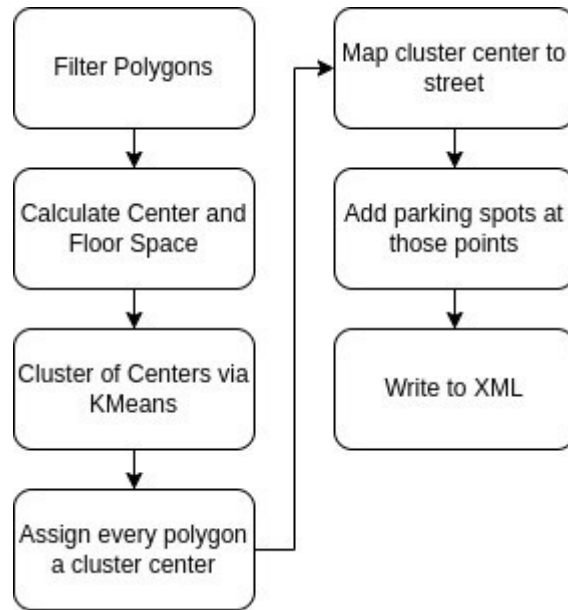 Filter Polygons
Calculate Center and
Floor Space
Cluster of Centers via
KMeans
Assign every polygon
a cluster center
Map cluster center to
street
Add parking spots at
those points
Write to XML